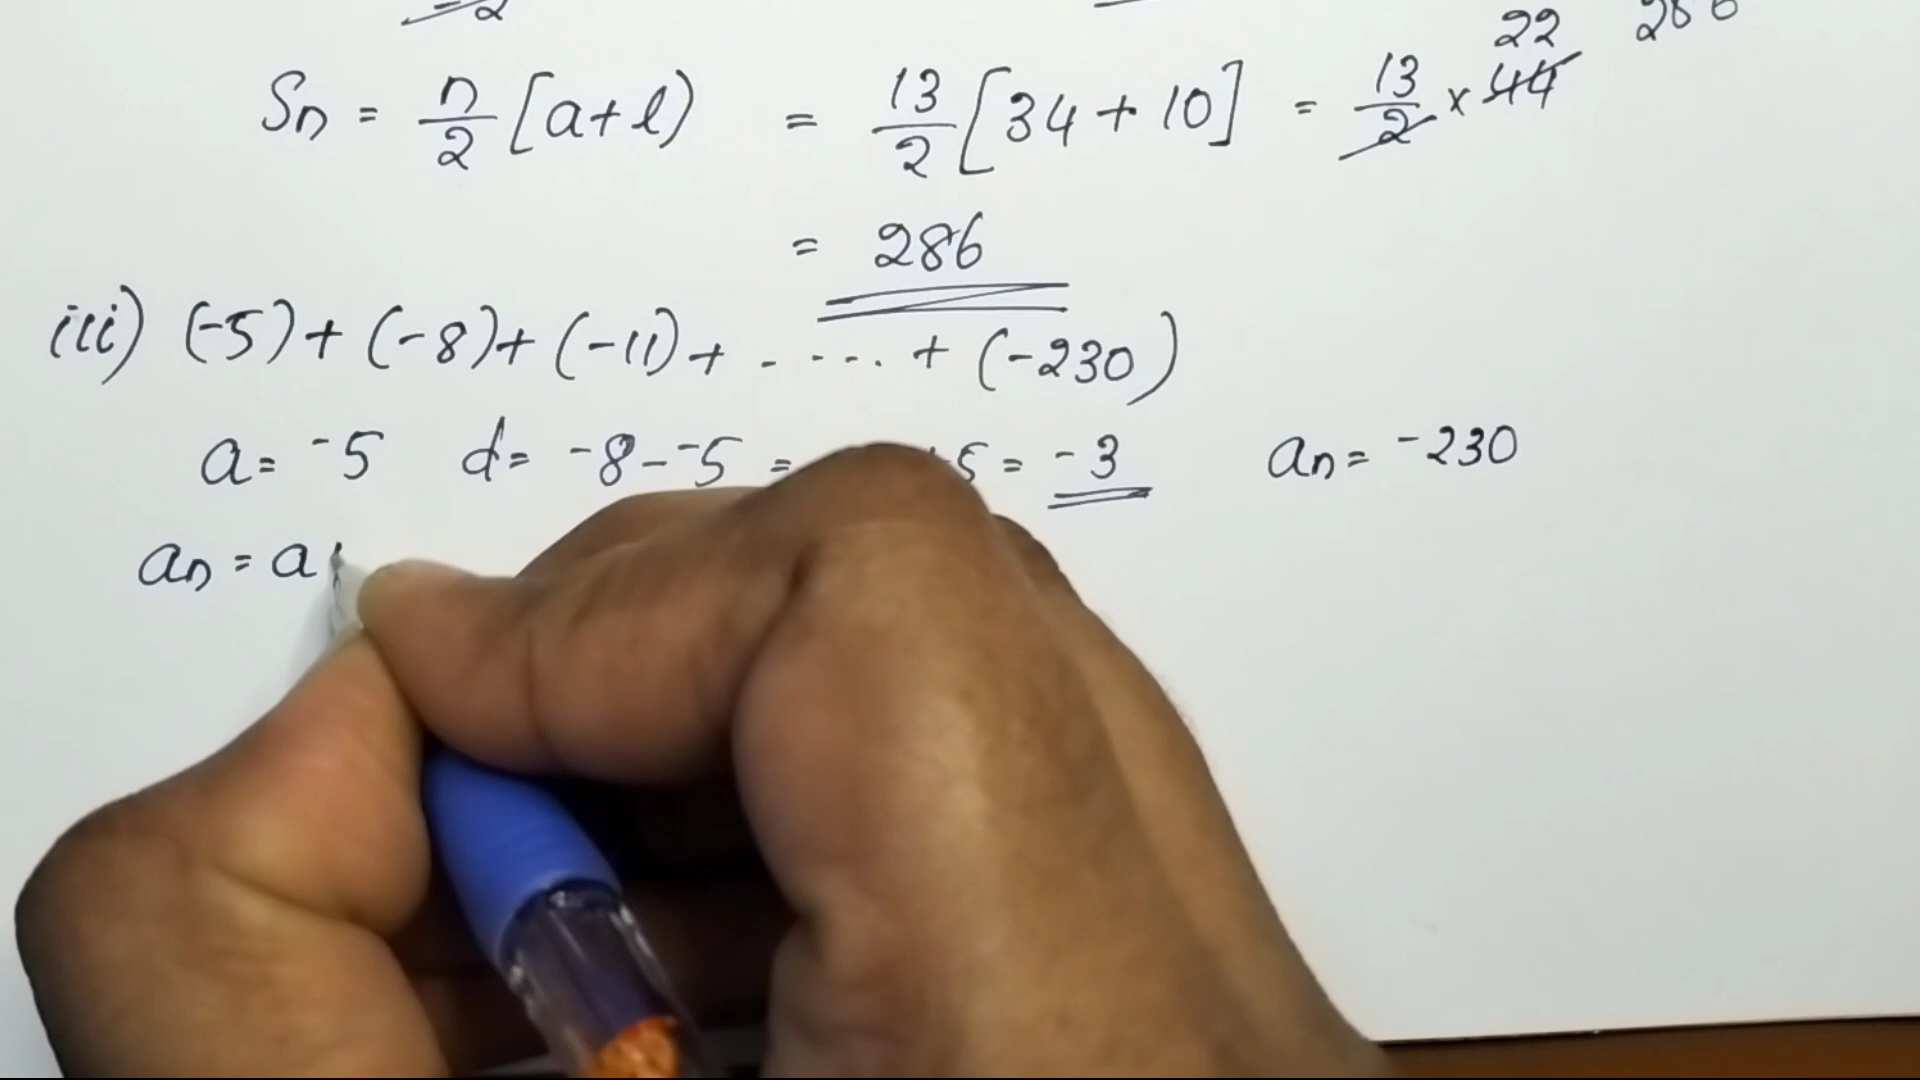 22
Sn = n/2 [a+l) = 13/2 [34 + 10] = 13/2 × 44
= 286
iii) (-5) + (-8) + (-11) + . ... + (-230)
a = -5 d = -8 - -5 = +5 = -3 an = -230
an = a